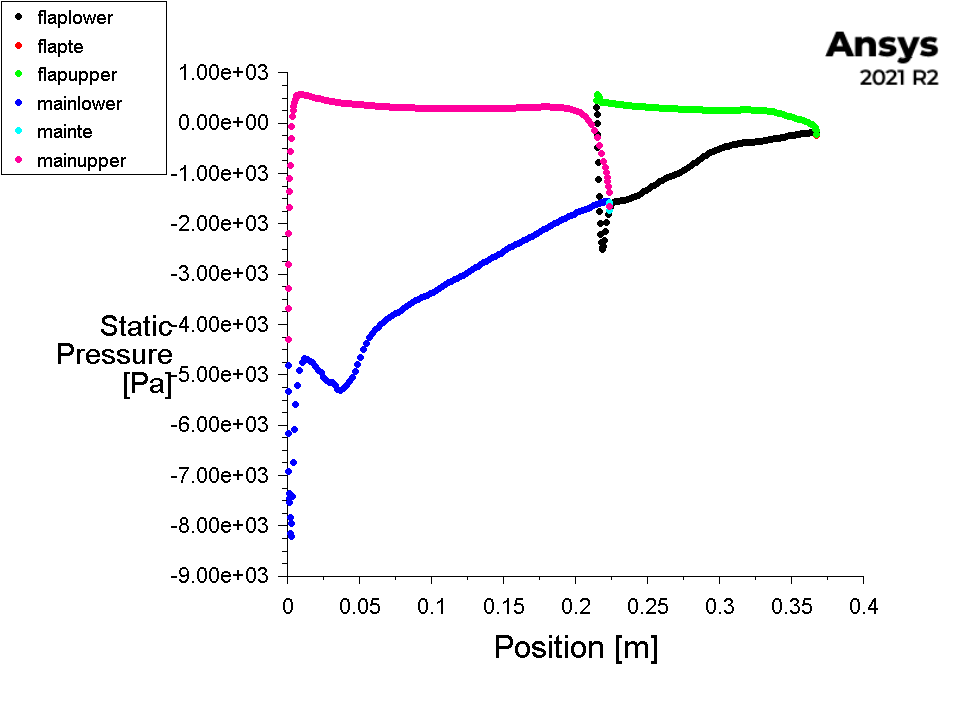 flaplower
flapte
flapupper
mainlower
mainte
mainupper
Ansys
2021 R2
1.00e+03
0.00e+00
-1.00e+03
-2.00e+03
-3.00e+03
-4.00e+03
-5.00e+03
-6.00e+03
-7.00e+03
-8.00e+03
-9.00e+03
Static
Pressure
[Pa]
0 0.05 0.1 0.15 0.2 0.25 0.3 0.35 0.4
Position [m]